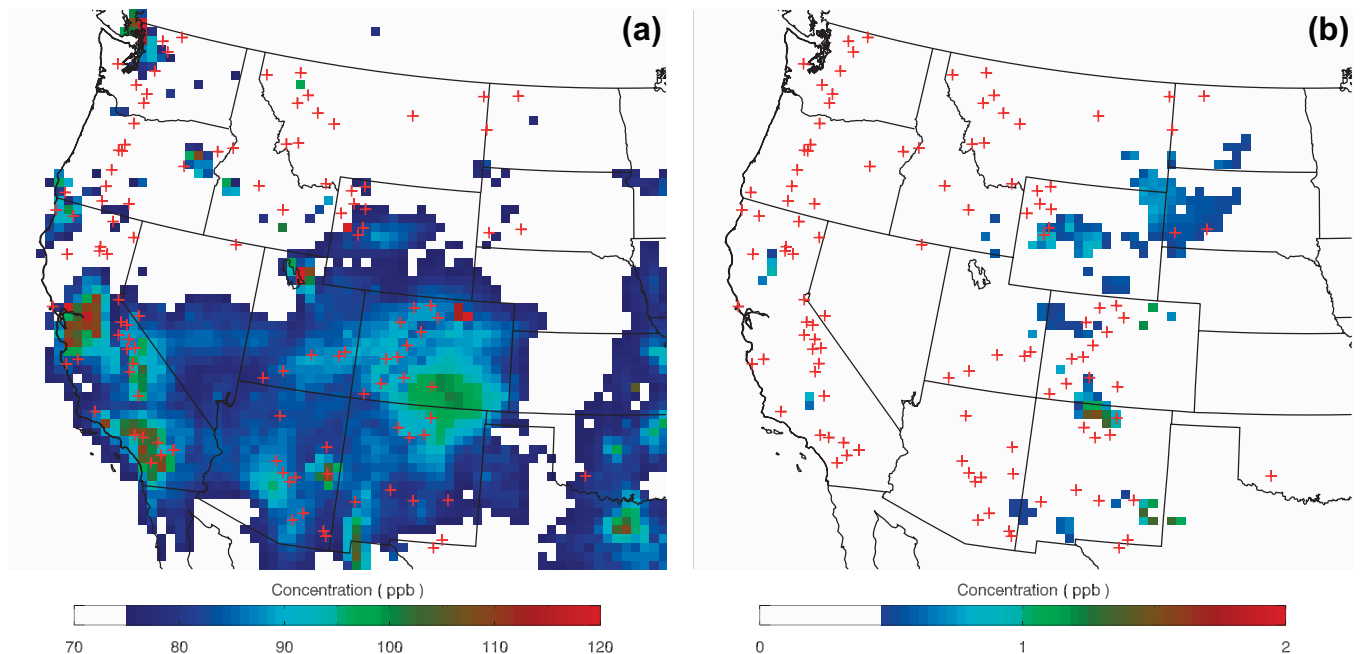 (a) (b)
Concentration ( ppb ) Concentration ( ppb )
70 80 90 100 110 120 0 1 2